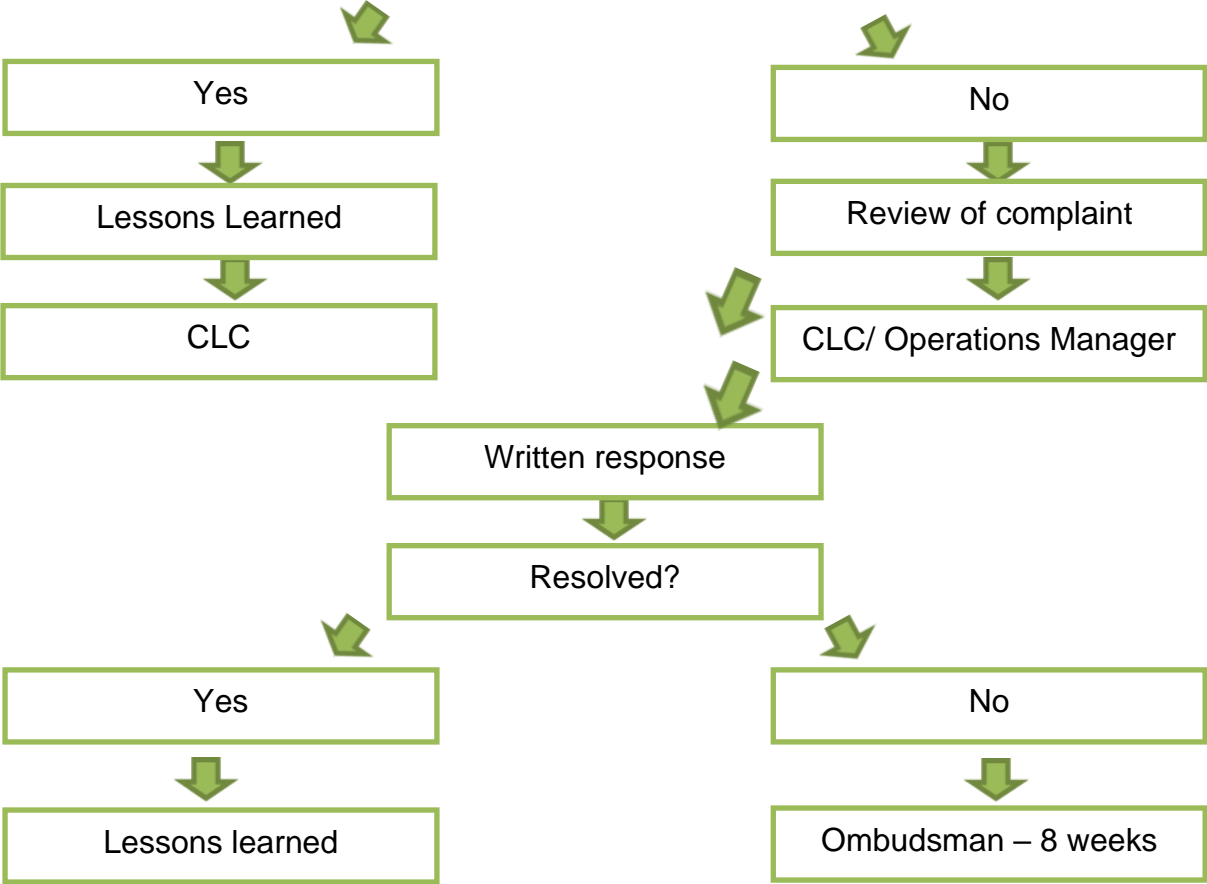 Yes
No
Lessons Learned
Review of complaint
CLC
CLC/ Operations Manager
Written response
Resolved?
Yes
No
Lessons learned
Ombudsman – 8 weeks